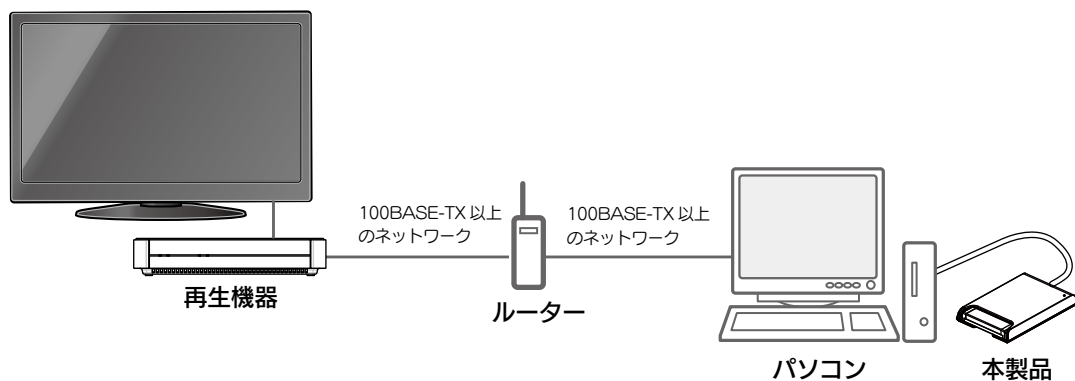 100BASE-TX 以上
のネットワーク
100BASE-TX 以上
のネットワーク
再生機器
ルーター
パソコン
本製品